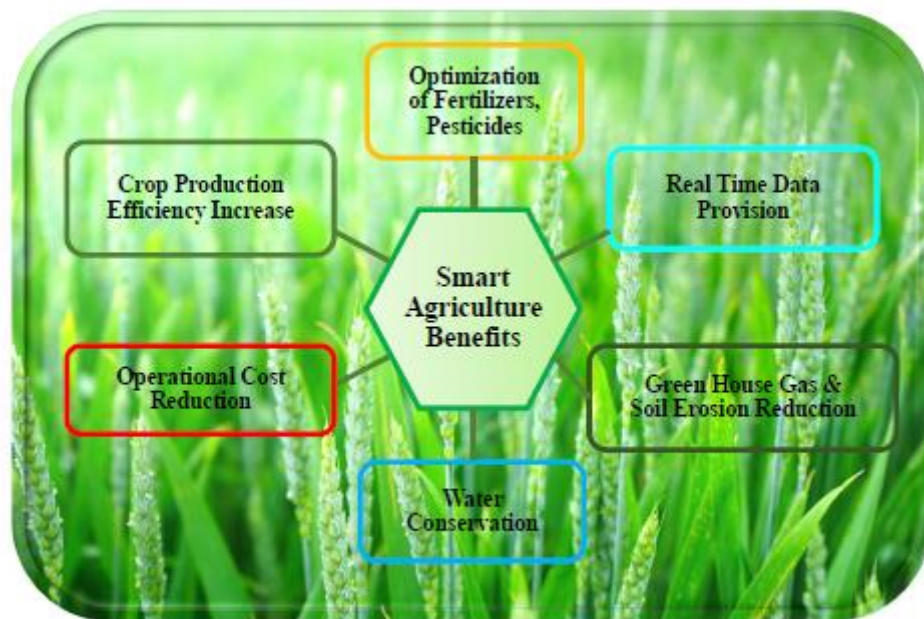 Optimization
of Fertilizers,
Pesticides
Crop Production
Efficiency Increase
Real Time Data
Provision
Smart
Agriculture
Benefits
Operational Cost
Reduction
Green House Gas &
Soil Erosion Reduction
Water
Conservation